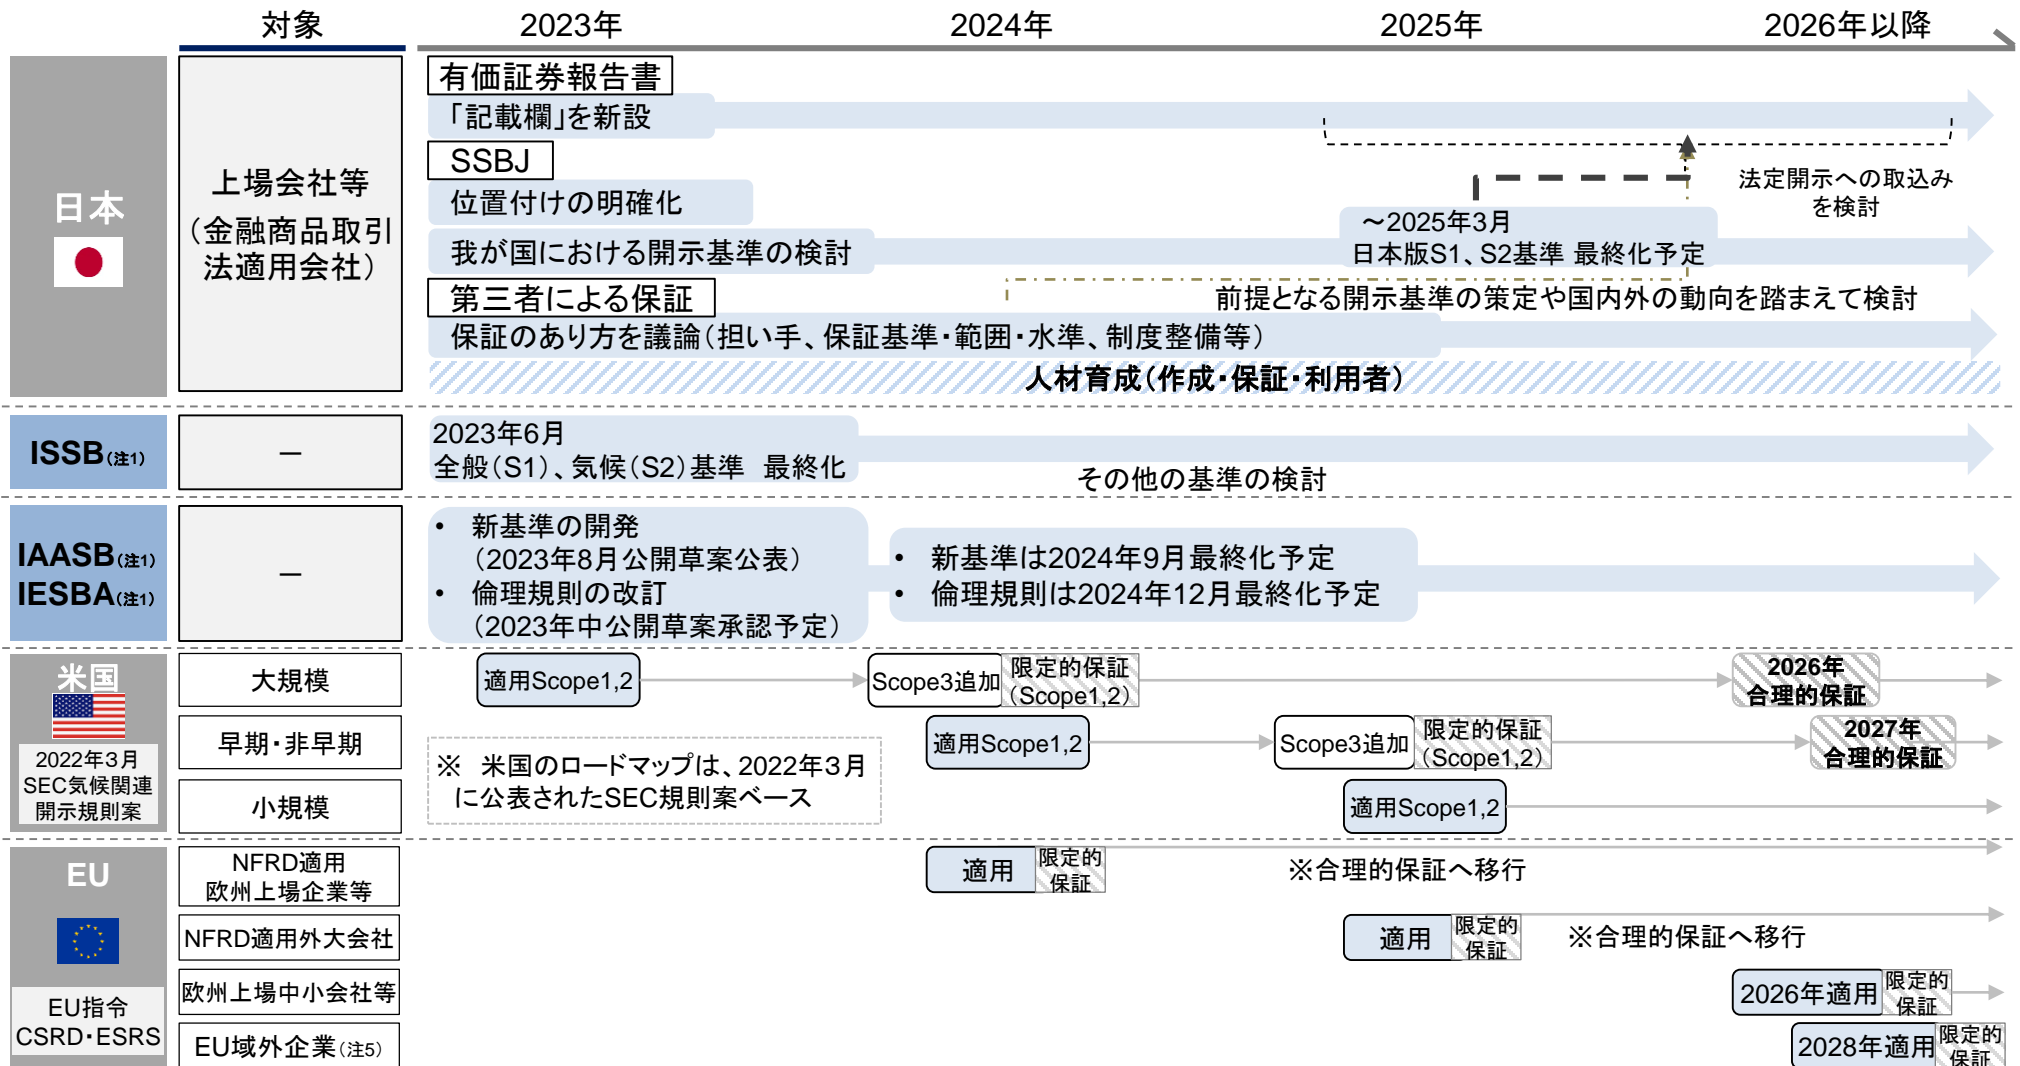 対象
2023年
2024年
2025年
2026年以降
日本
上場会社等
（金融商品取引
法適用会社）
有価証券報告書
「記載欄」を新設
SSBJ
位置付けの明確化
我が国における開示基準の検討
～2025年3月
日本版S1、S2基準 最終化予定
法定開示への取込み
を検討
第三者による保証
前提となる開示基準の策定や国内外の動向を踏まえて検討
保証のあり方を議論（担い手、保証基準・範囲・水準、制度整備等）
人材育成（作成・保証・利用者）
ISSB（注1）
－
2023年6月
全般（S1）、気候（S2）基準　最終化
その他の基準の検討
IAASB（注1）
IESBA（注1）
－
• 新基準の開発
（2023年8月公開草案公表）
• 倫理規則の改訂
（2023年中公開草案承認予定）
• 新基準は2024年9月最終化予定
• 倫理規則は2024年12月最終化予定
米国
2022年3月
SEC気候関連
開示規則案
大規模
適用Scope1,2
Scope3追加
限定的保証
（Scope1,2）
2026年
合理的保証
早期・非早期
適用Scope1,2
Scope3追加
限定的保証
（Scope1,2）
2027年
合理的保証
※　米国のロードマップは、2022年3月
に公表されたSEC規則案ベース
小規模
適用Scope1,2
EU
EU指令
CSRD・ESRS
NFRD適用
欧州上場企業等
適用
限定的
保証
※合理的保証へ移行
NFRD適用外大会社
適用
限定的
保証
※合理的保証へ移行
欧州上場中小会社等
2026年適用
限定的
保証
EU域外企業（注5）
2028年適用
限定的
保証